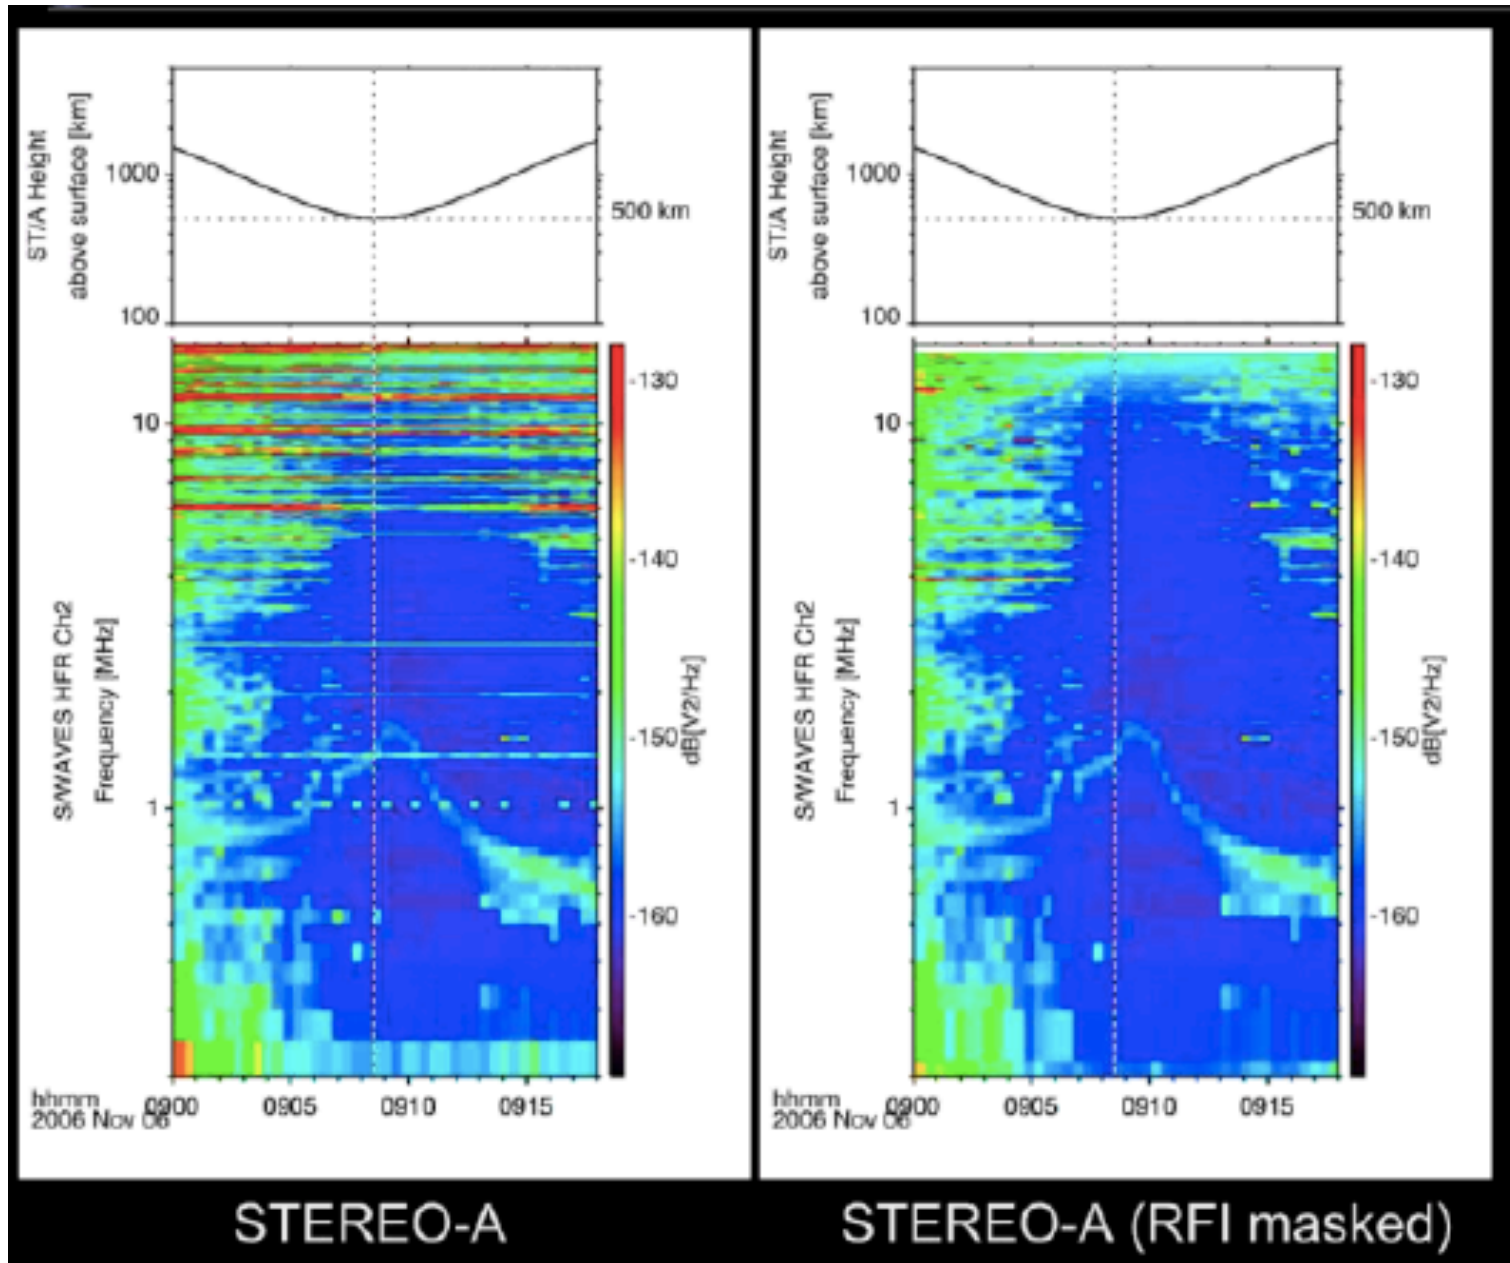 ST/A Height
above surface [km]
1000
100
500 km
S/WAVES HFR Ch2
Frequency [MHz]
10
1
-130
-140
-150
-160
dB[V2/Hz]
hhmm
2006 Nov 06
0900
0905
0910
0915
STEREO-A
ST/A Height
above surface [km]
1000
100
500 km
S/WAVES HFR Ch2
Frequency [MHz]
10
1
-130
-140
-150
-160
dB[V2/Hz]
hhmm
2006 Nov 06
0900
0905
0910
0915
STEREO-A (RFI masked)